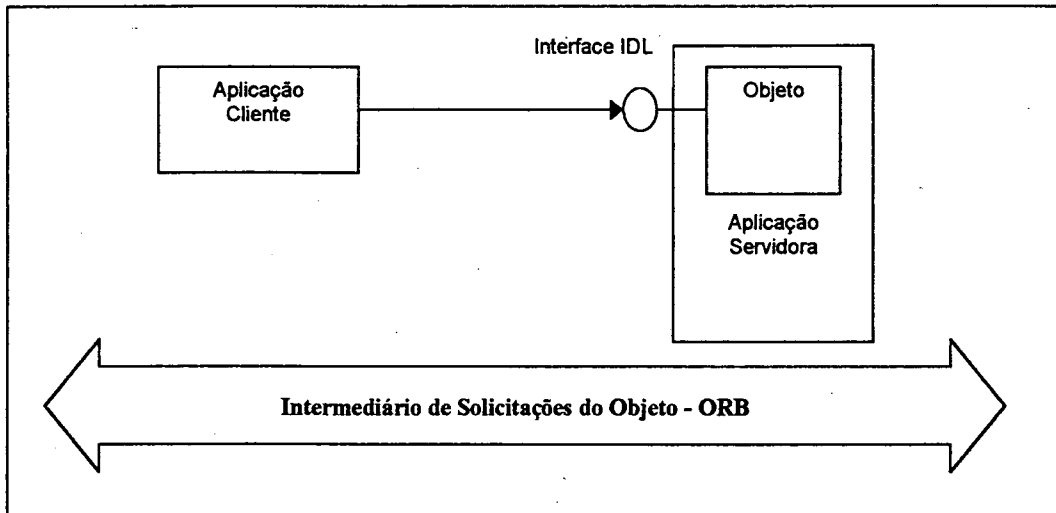 Interface IDL
Aplicação
Cliente
Objeto
Aplicação
Servidora
Intermediário de Solicitações do Objeto - ORB